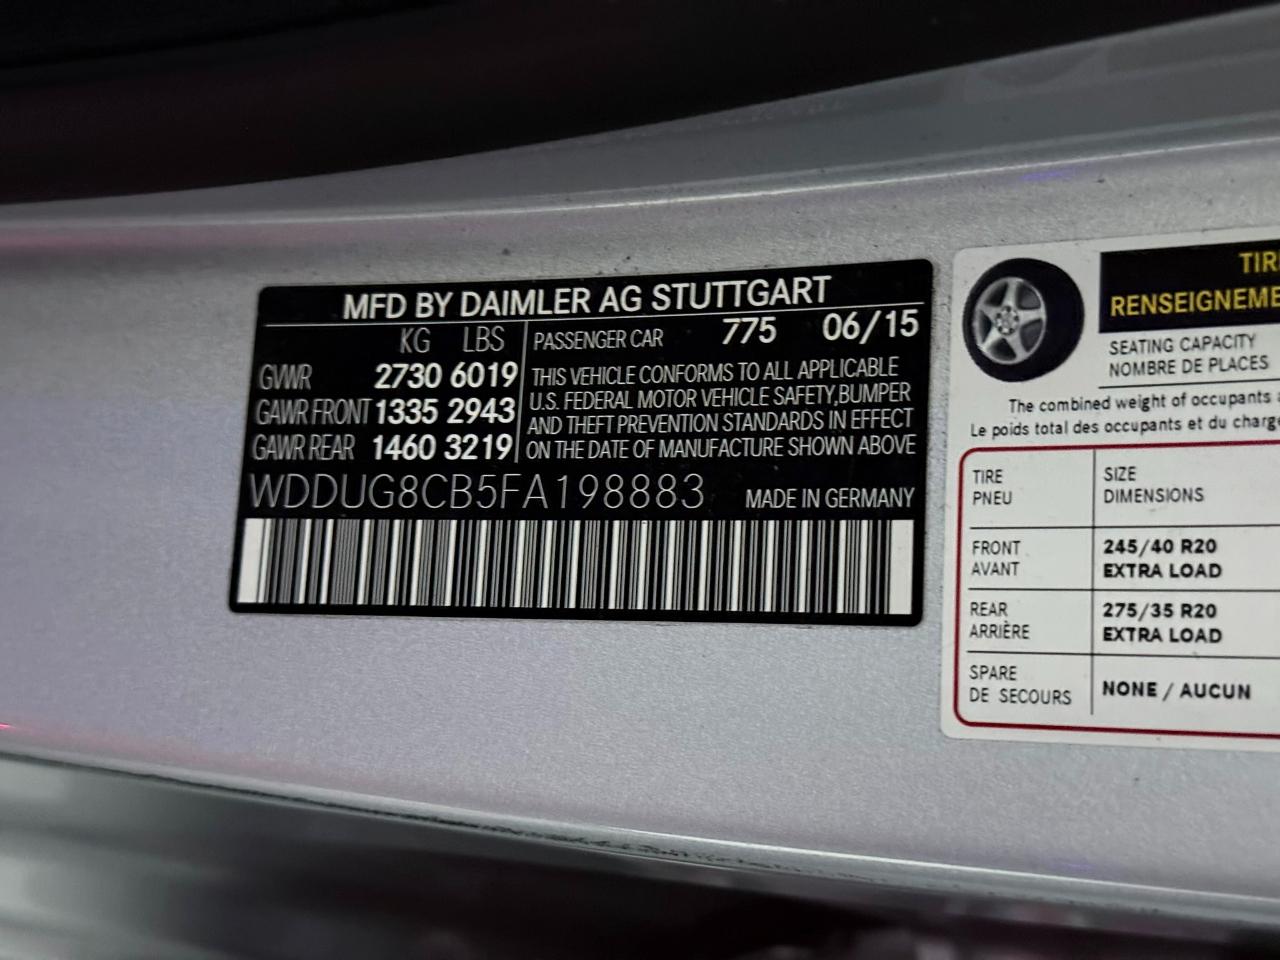 MFD BY DAIMLER AG STUTTGART
KG LBS
GVWR 2730 6019
GAWR FRONT 1335 2943
GAWR REAR 1460 3219
PASSENGER CAR 775 06/15
THIS VEHICLE CONFORMS TO ALL APPLICABLE
U.S. FEDERAL MOTOR VEHICLE SAFETY,BUMPER
AND THEFT PREVENTION STANDARDS IN EFFECT
ON THE DATE OF MANUFACTURE SHOWN ABOVE
WDDUG8CB5FA198883 MADE IN GERMANY
TIR
RENSEIGNEME
SEATING CAPACITY
NOMBRE DE PLACES
The combined weight of occupants
Le poids total des occupants et du charg
TIRE SIZE
PNEU DIMENSIONS
FRONT 245/40 R20
AVANT EXTRA LOAD
REAR 275/35 R20
ARRIÈRE EXTRA LOAD
SPARE
DE SECOURS NONE / AUCUN